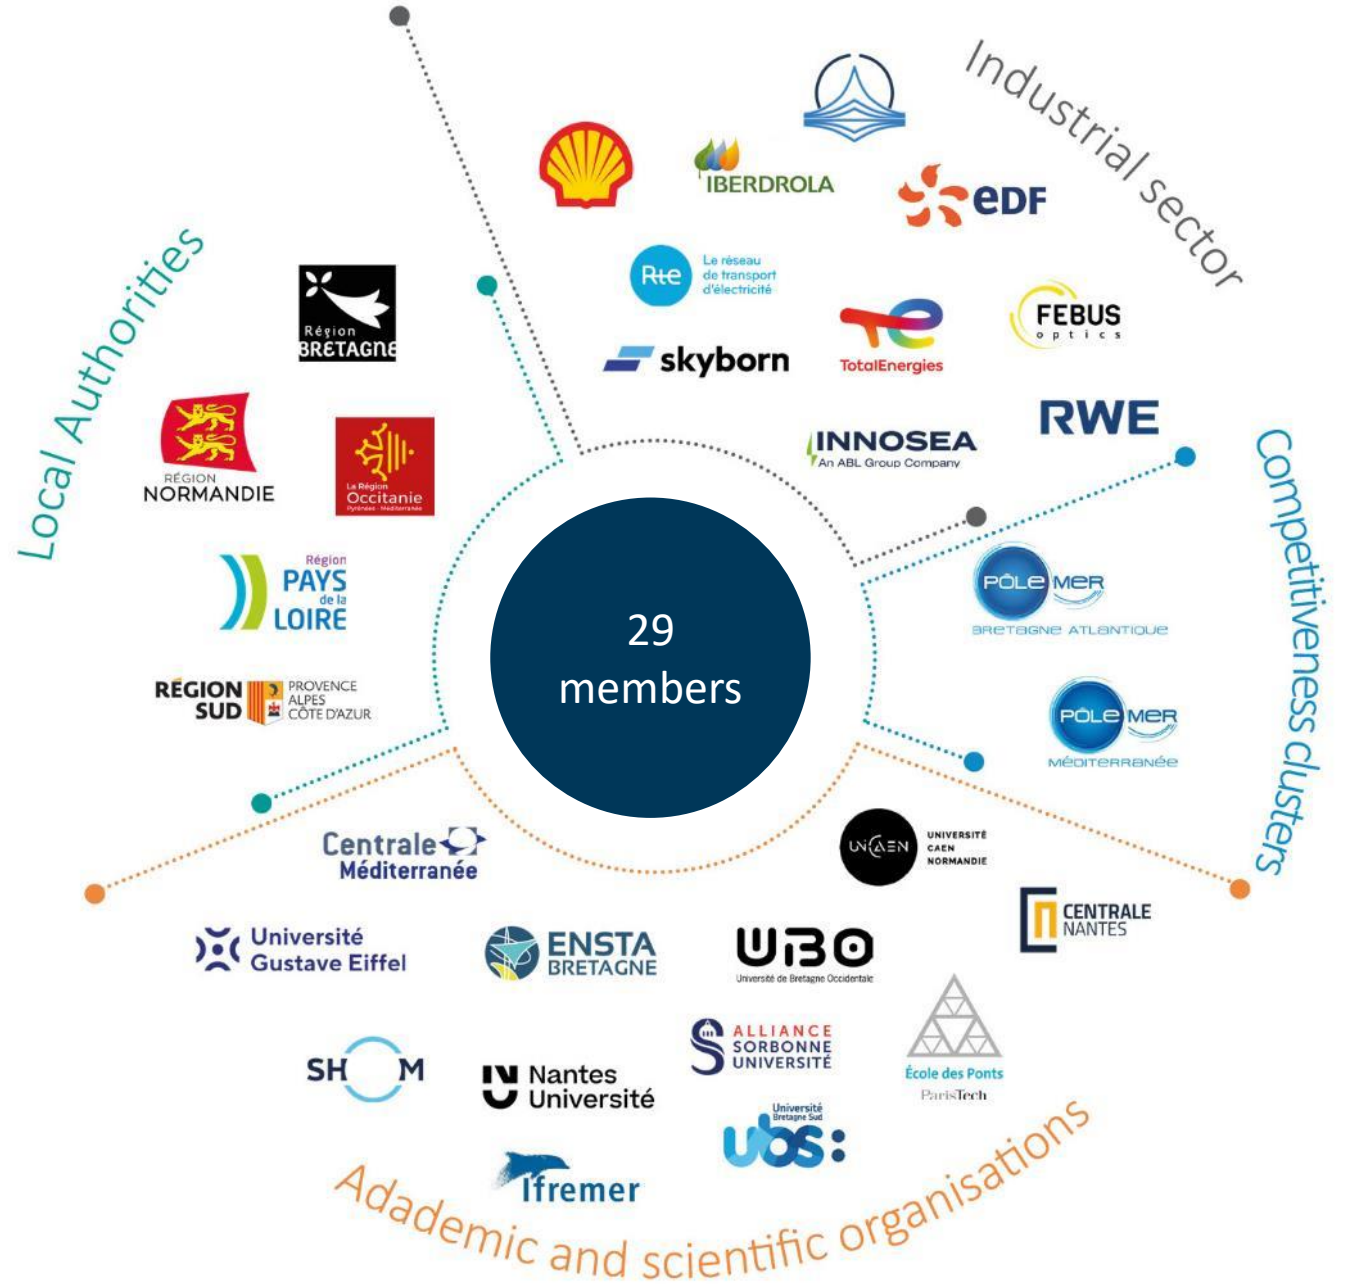 Industrial sector
IBERDROLA
eDF
Rte
Le réseau
de transport
d'électricité
FEBUS
optics
skyborn
TotalEnergies
RWE
INNOSEA
An ABL Group Company
Local Authorities
Région
BRETAGNE
RÉGION
NORMANDIE
La Région
Occitanie
Pyrénées - Méditerranée
Région
PAYS
de la
LOIRE
RÉGION
SUD
PROVENCE
ALPES
CÔTE D'AZUR
29
members
Competitiveness clusters
PÔLE MER
BRETAGNE ATLANTIQUE
PÔLE MER
MÉDITERRANÉE
Centrale
Méditerranée
UNICAEN
UNIVERSITÉ
CAEN
NORMANDIE
CENTRALE
NANTES
Université
Gustave Eiffel
ENSTA
BRETAGNE
UBO
Université de Bretagne Occidentale
ALLIANCE
SORBONNE
UNIVERSITÉ
École des Ponts
ParisTech
SHOM
Nantes
Université
Université
Bretagne Sud
ubs:
Ifremer
Adademic and scientific organisations